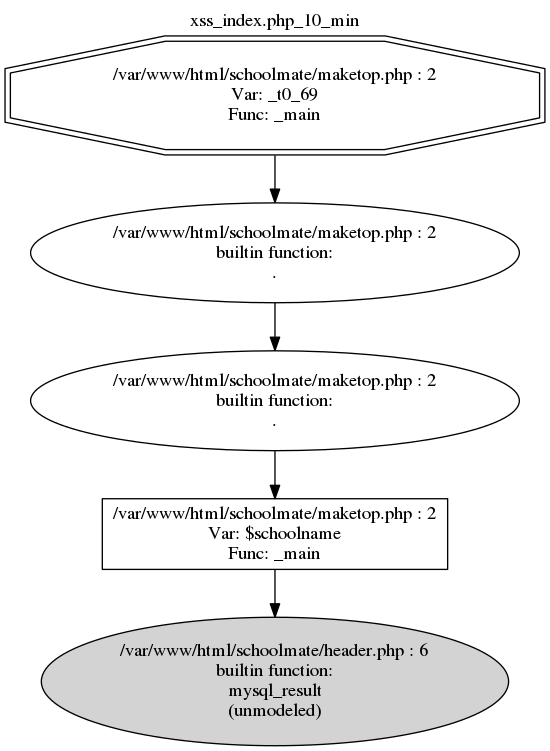 xss_index.php_10_min
/var/www/html/schoolmate/maketop.php : 2
Var: _t0_69
Func: _main
/var/www/html/schoolmate/maketop.php : 2
builtin function:
.
/var/www/html/schoolmate/maketop.php : 2
builtin function:
.
/var/www/html/schoolmate/maketop.php : 2
Var: $schoolname
Func: _main
/var/www/html/schoolmate/header.php : 6
builtin function:
mysql_result
(unmodeled)